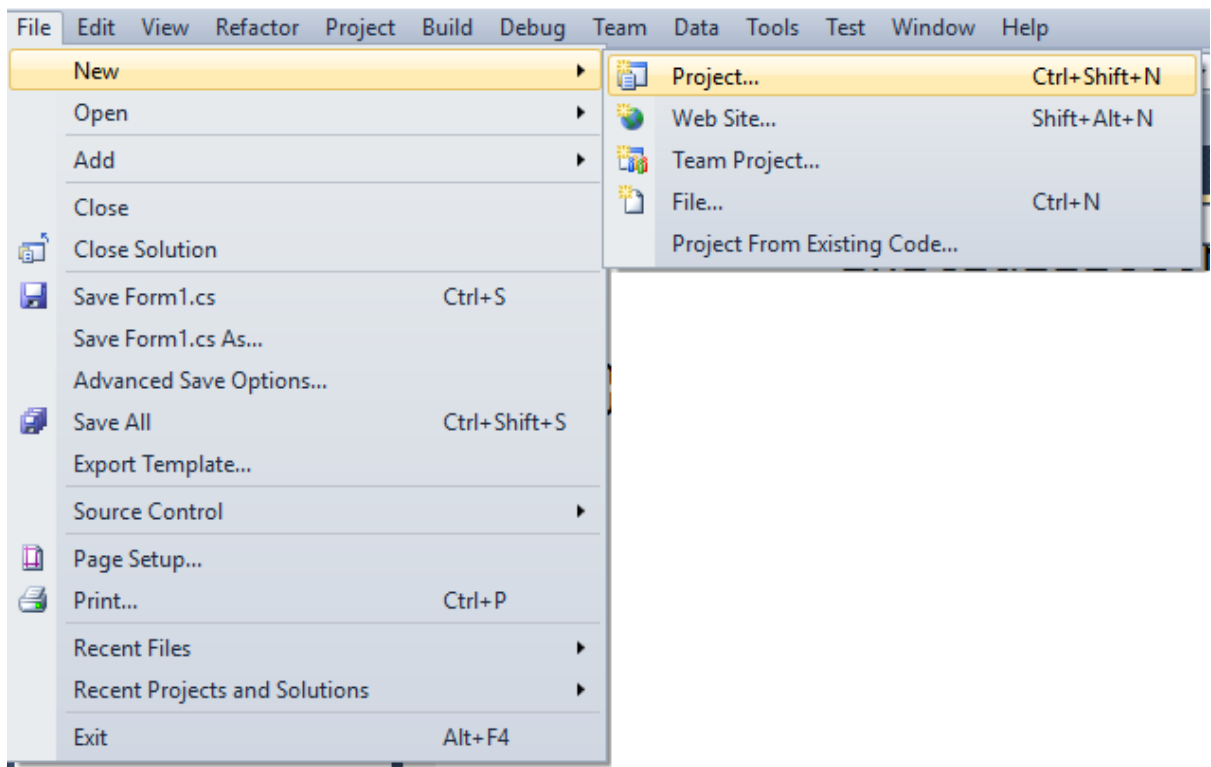 File Edit View Refactor Project Build Debug Team Data Tools Test Window Help
New
Open
Add
Close
Close Solution
Save Form1.cs Ctrl+S
Save Form1.cs As...
Advanced Save Options...
Save All Ctrl+Shift+S
Export Template...
Source Control
Page Setup...
Print... Ctrl+P
Recent Files
Recent Projects and Solutions
Exit Alt+F4
Project... Ctrl+Shift+N
Web Site... Shift+Alt+N
Team Project...
File... Ctrl+N
Project From Existing Code...